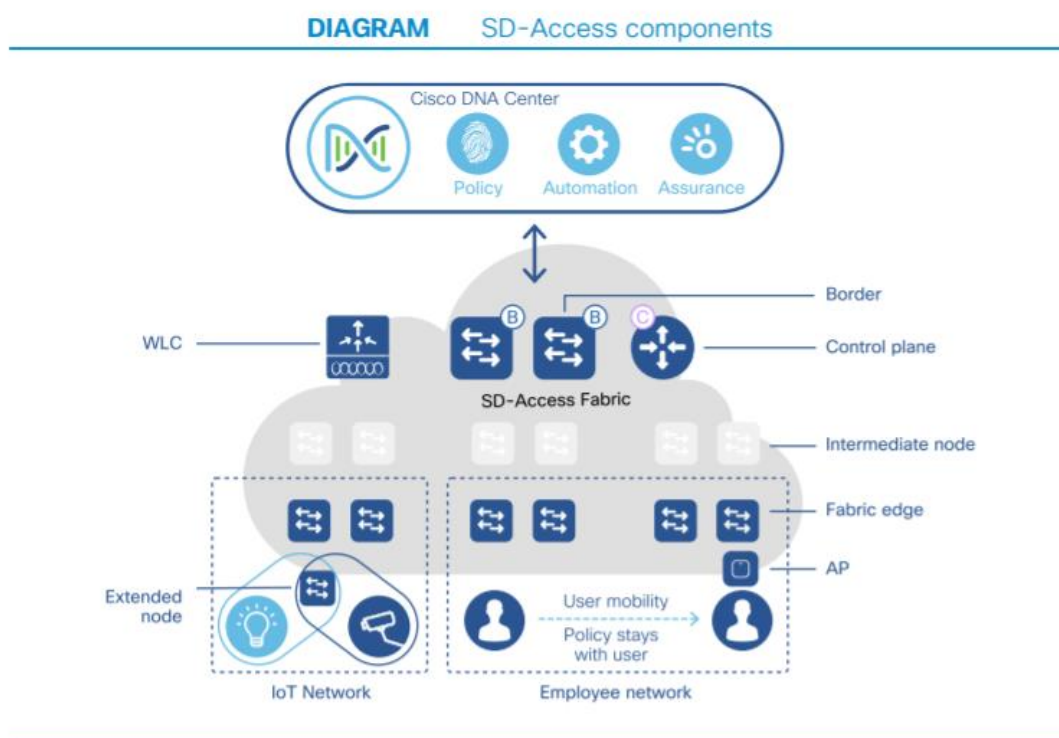 DIAGRAM SD-Access components
Cisco DNA Center
Policy Automation Assurance
B B C
Border
WLC
Control plane
SD-Access Fabric
Intermediate node
Fabric edge
AP
Extended
node
User mobility
Policy stays
with user
IoT Network
Employee network